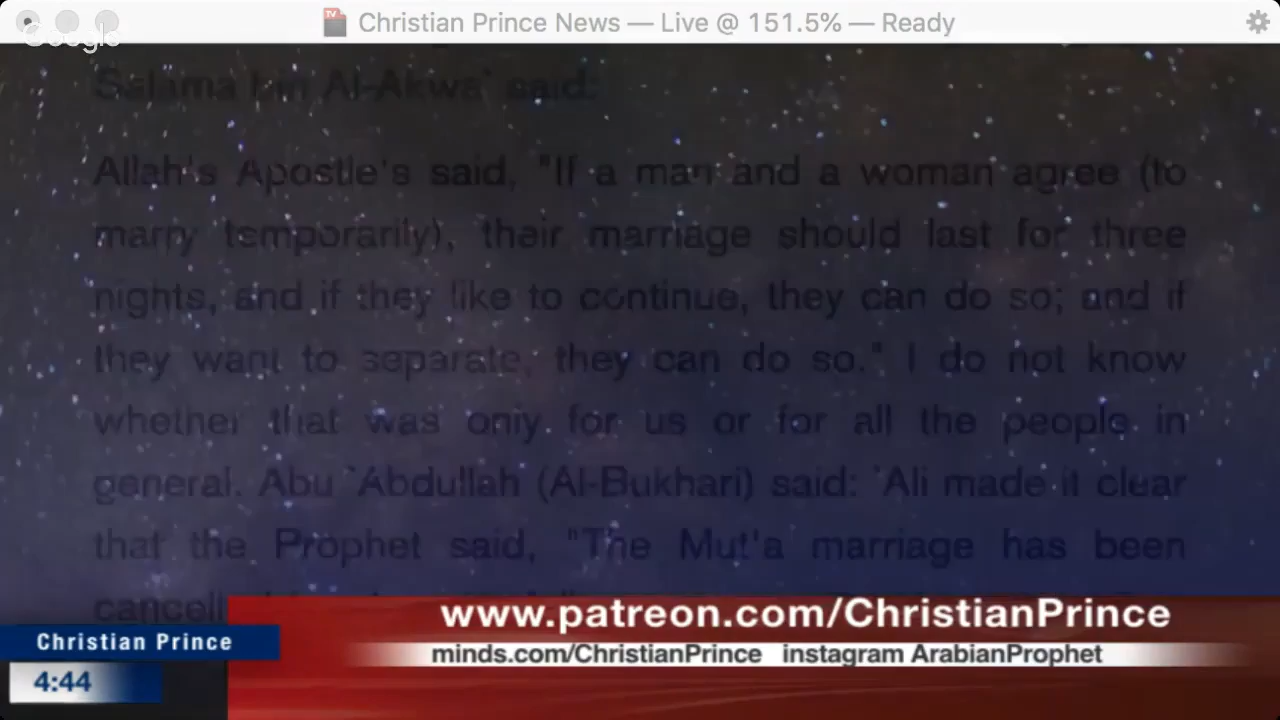 Christian Prince News — Live @ 151.5% — Ready
Google
Salama bin Al-Akwa` said:
Allah's Apostle's said, "If a man and a woman agree (to
marry temporarily), their marriage should last for three
nights, and if they like to continue, they can do so; and if
they want to separate, they can do so." I do not know
whether that was only for us or for all the people in
general. Abu `Abdullah (Al-Bukhari) said: `Ali made it clear
that the Prophet said, "The Mut'a marriage has been
www.patreon.com/ChristianPrince
Christian Prince
minds.com/ChristianPrince instagram ArabianProphet
4:44